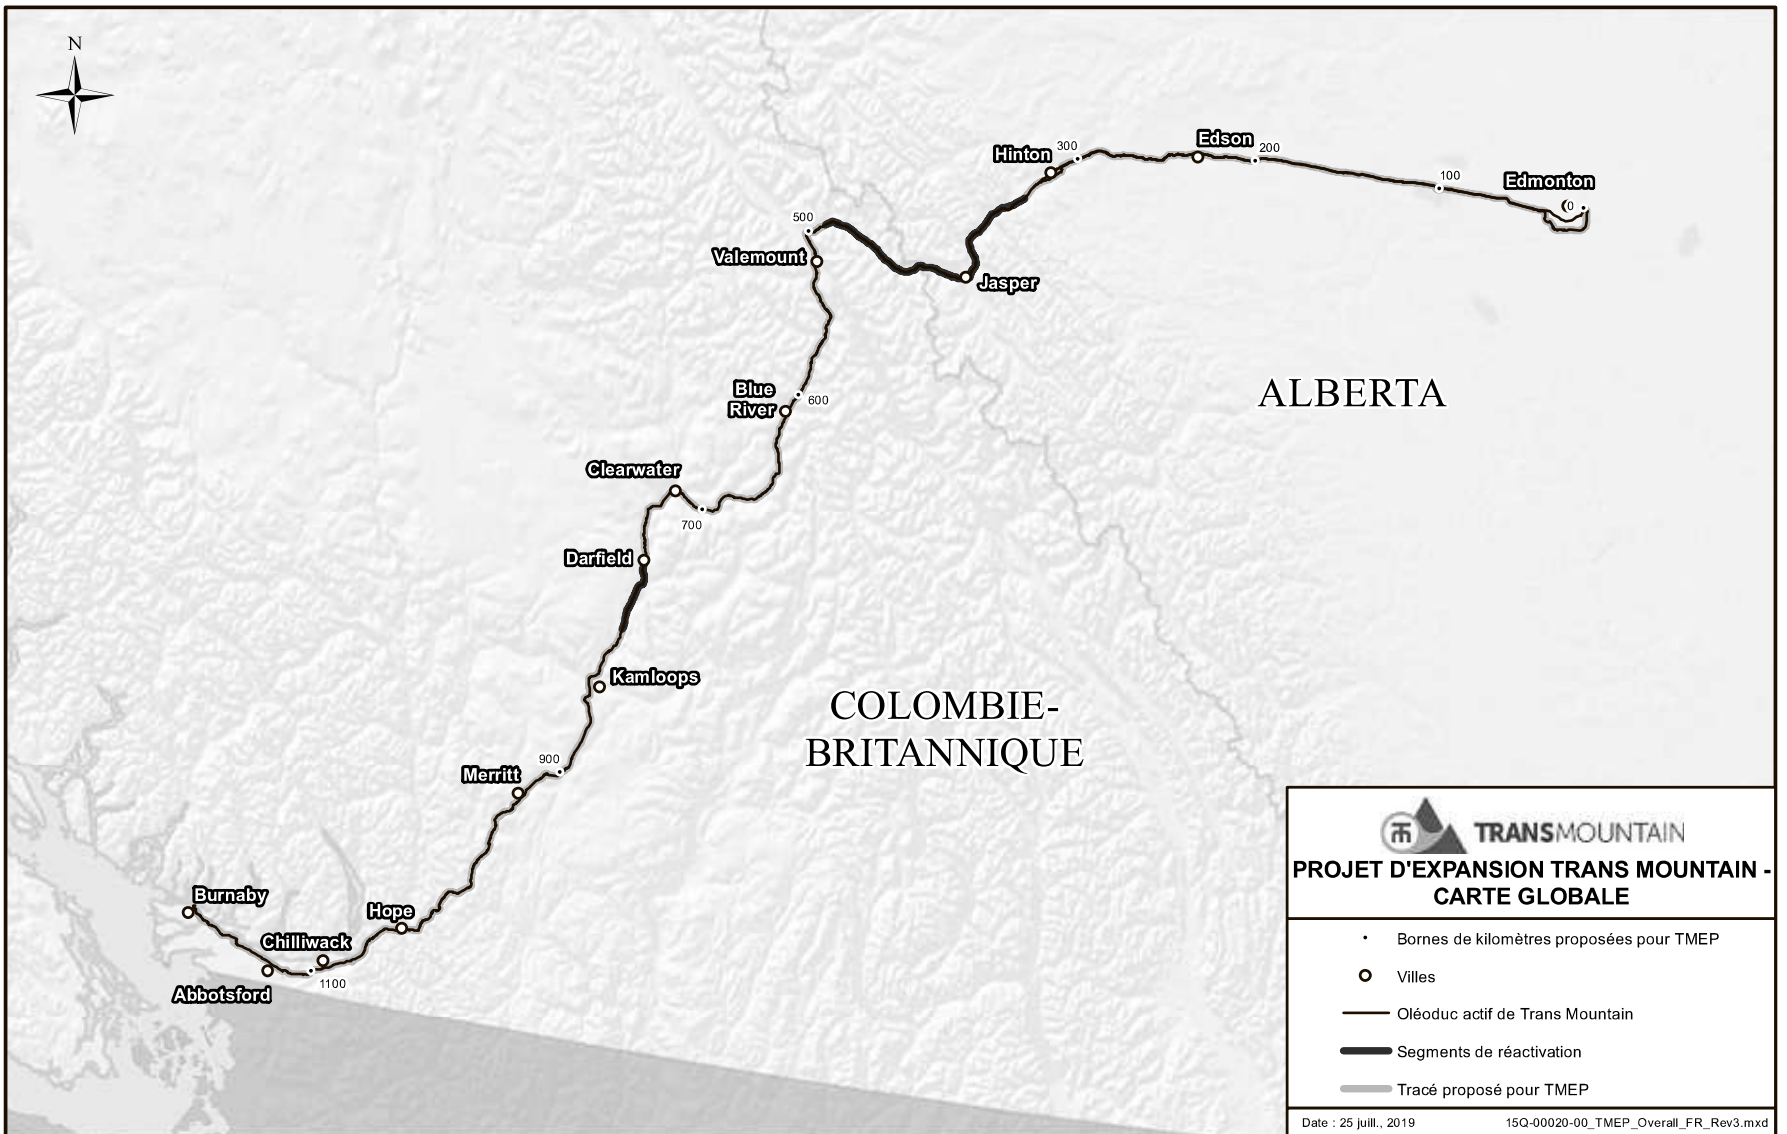 N
Edson
Hinton
300
200
100
Edmonton
0
500
Valemount
Jasper
ALBERTA
Blue
River
600
Clearwater
700
Darfield
Kamloops
COLOMBIE-
BRITANNIQUE
900
Merritt
Burnaby
Hope
Chilliwack
Abbotsford
1100
TM
TRANSMOUNTAIN
PROJET D'EXPANSION TRANS MOUNTAIN -
CARTE GLOBALE
Bornes de kilomètres proposées pour TMEP
Villes
Oléoduc actif de Trans Mountain
Segments de réactivation
Tracé proposé pour TMEP
Date : 25 juill., 2019
15Q-00020-00_TMEP_Overall_FR_Rev3.mxd